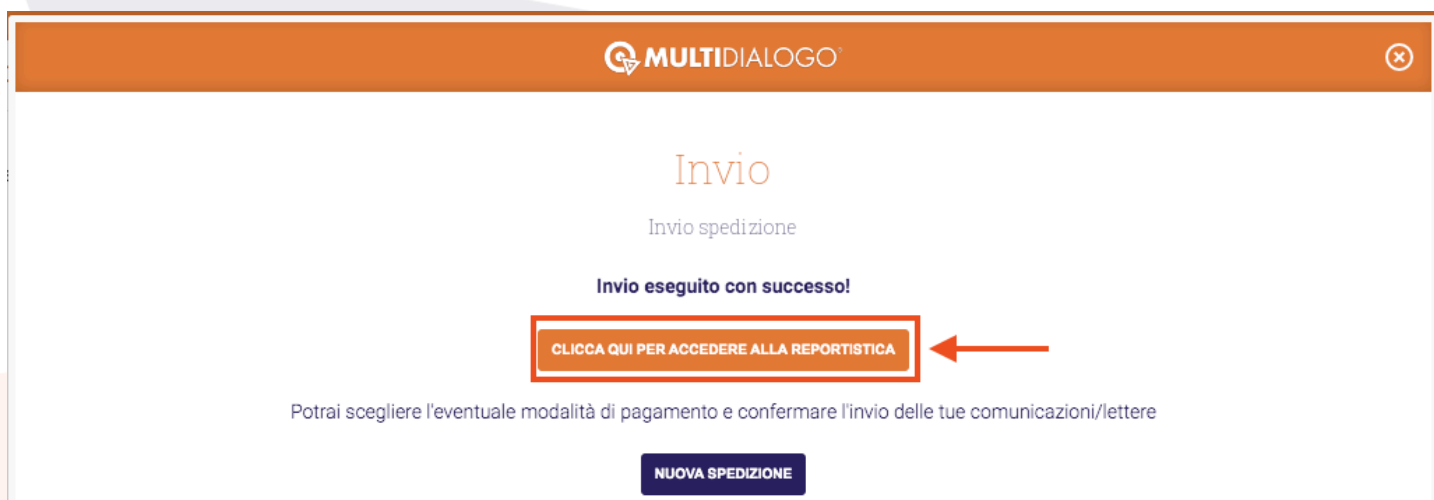 MULTIDIALOGO
Invio
Invio spedizione
Invio eseguito con successo!
CLICCA QUI PER ACCEDERE ALLA REPORTISTICA
Potrai scegliere l'eventuale modalità di pagamento e confermare l'invio delle tue comunicazioni/lettere
NUOVA SPEDIZIONE